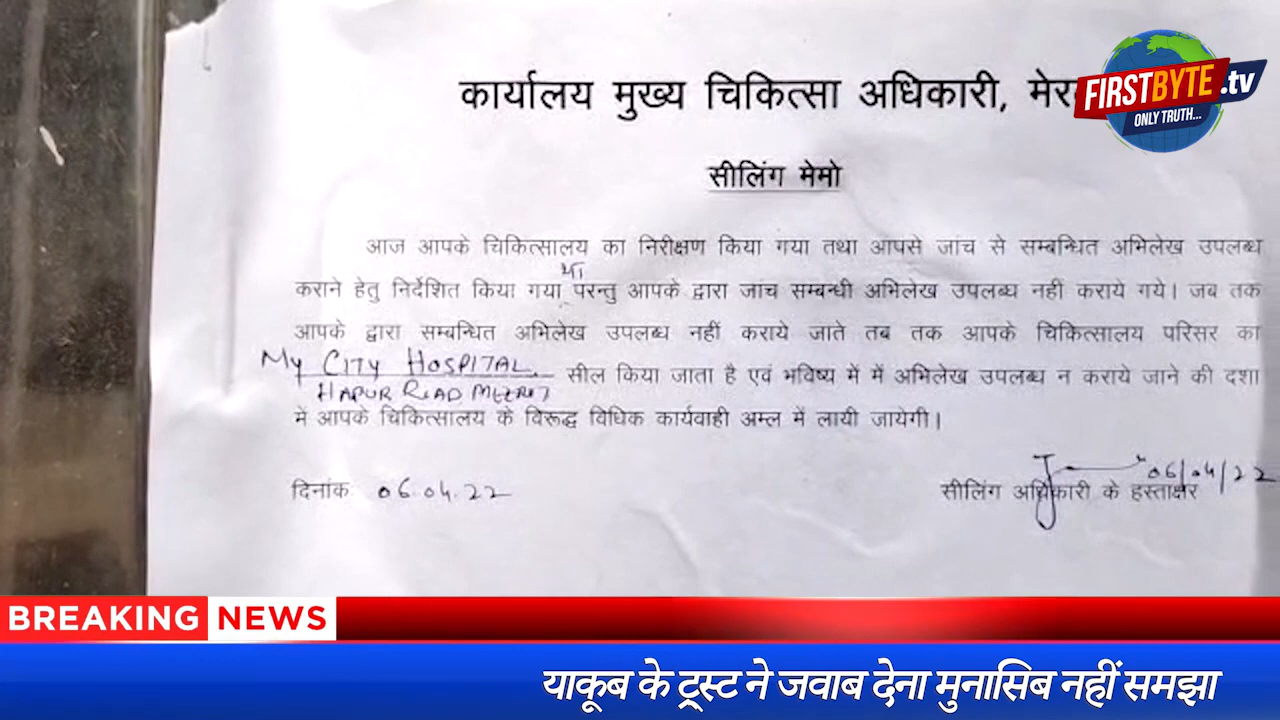 कार्यालय मुख्य चिकित्सा अधिकारी,
FIRSTBYTE.tv
ONLY TRUTH...
सीलिंग मेमो
आज आपके चिकित्सालय का निरीक्षण किया गया तथा आपसे जांच से सम्बन्धित अभिलेख उपलब्ध
था
कराने हेतु निर्देशित किया गया परन्तु आपके द्वारा जांच सम्बन्धी अभिलेख उपलब्ध नहीं कराये गये। जब तक
आपके द्वारा सम्बन्धित अभिलेख उपलब्ध नहीं कराये जाते तब तक आपके चिकित्सालय परिसर का
My CITY HOSPITAL. सील किया जाता है एवं भविष्य में में अभिलेख उपलब्ध न कराये जाने की दशा
HAPUR ROAD MEERUT
में आपके चिकित्सालय के विरूद्ध विधिक कार्यवाही अम्ल में लायी जायेगी।
दिनांक 06.04.22
06/04/22
सीलिंग अधिकारी के हस्ताक्षर
BREAKING NEWS
याकूब के ट्रस्ट ने जवाब देना मुनासिब नहीं समझा